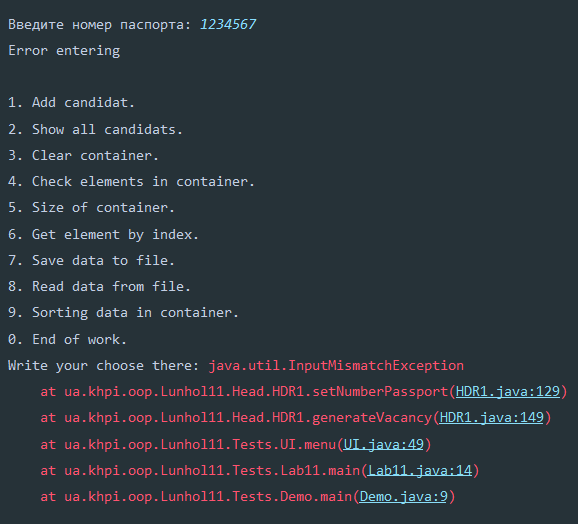 Введите номер паспорта: 1234567
Error entering
1. Add candidat.
2. Show all candidats.
3. Clear container.
4. Check elements in container.
5. Size of container.
6. Get element by index.
7. Save data to file.
8. Read data from file.
9. Sorting data in container.
0. End of work.
Write your choose there: java.util.InputMismatchException
at ua.khpi.oop.Lunhol11.Head.HDR1.setNumberPassport(HDR1.java:129)
at ua.khpi.oop.Lunhol11.Head.HDR1.generateVacancy(HDR1.java:149)
at ua.khpi.oop.Lunhol11.Tests.UI.menu(UI.java:49)
at ua.khpi.oop.Lunhol11.Tests.Lab11.main(Lab11.java:14)
at ua.khpi.oop.Lunhol11.Tests.Demo.main(Demo.java:9)